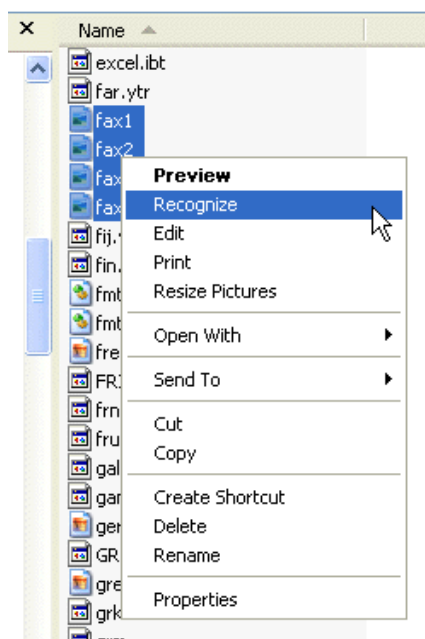 Name
excel.ibt
far.ytr
fax1
fax2
fax
fax
fij.
fin.
fmt
fmt
fre
FR
frn
fru
gal
ger
GR
gre
grk
Preview
Recognize
Edit
Print
Resize Pictures
Open With
Send To
Cut
Copy
Create Shortcut
Delete
Rename
Properties